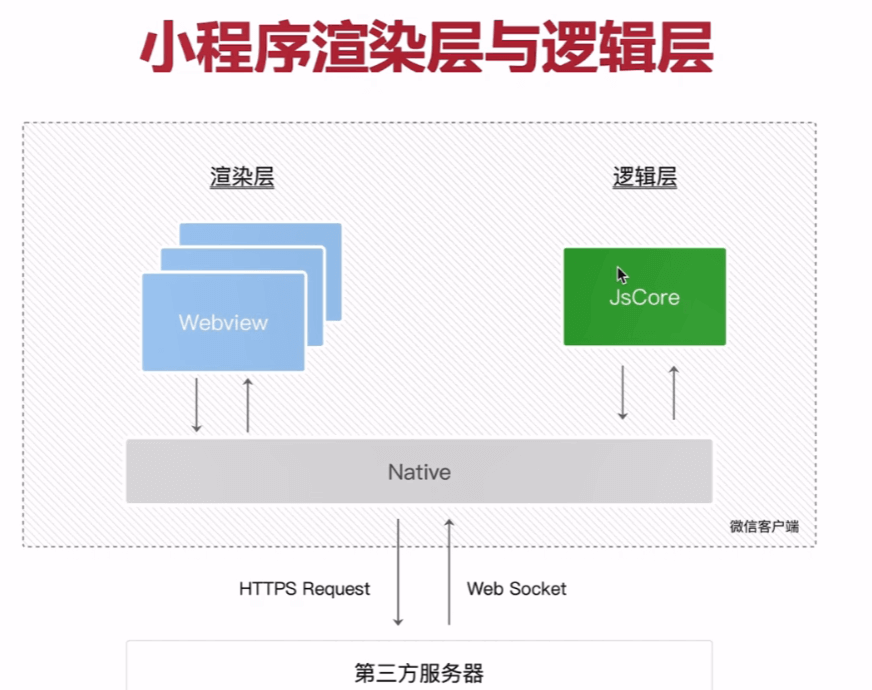 小程序渲染层与逻辑层
渲染层
逻辑层
Webview
JsCore
Native
微信客户端
HTTPS Request
Web Socket
第三方服务器